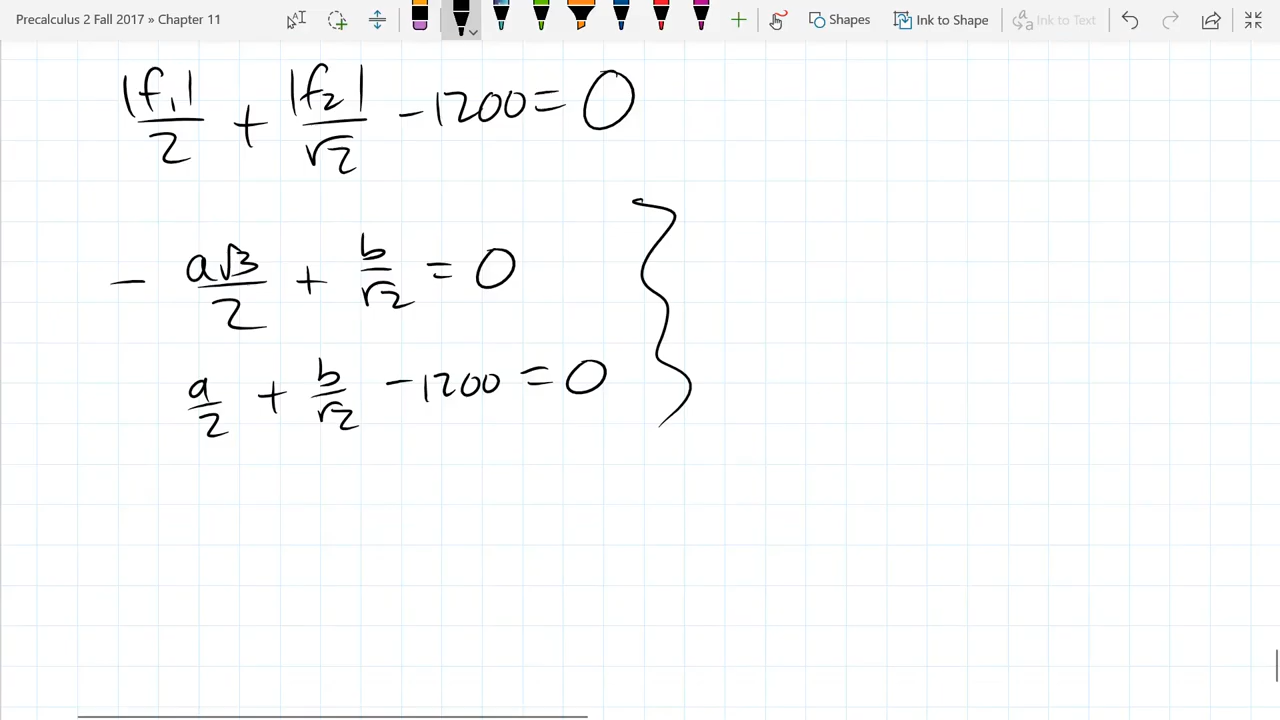 Precalculus 2 Fall 2017 » Chapter 11 Shapes Ink to Shape Ink to Text
|f₁|/2 + |f₂|/√2 - 1200 = 0
- a√3/2 + b/√2 = 0
a/2 + b/√2 - 1200 = 0